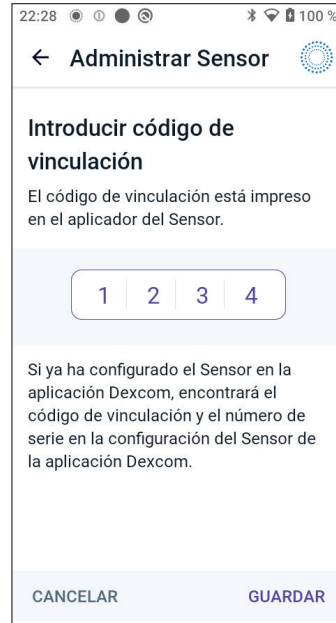 22:28 100 %
Administrar Sensor
Introducir código de
vinculación
El código de vinculación está impreso
en el aplicador del Sensor.
1 2 3 4
Si ya ha configurado el Sensor en la
aplicación Dexcom, encontrará el
código de vinculación y el número de
serie en la configuración del Sensor de
la aplicación Dexcom.
CANCELAR GUARDAR